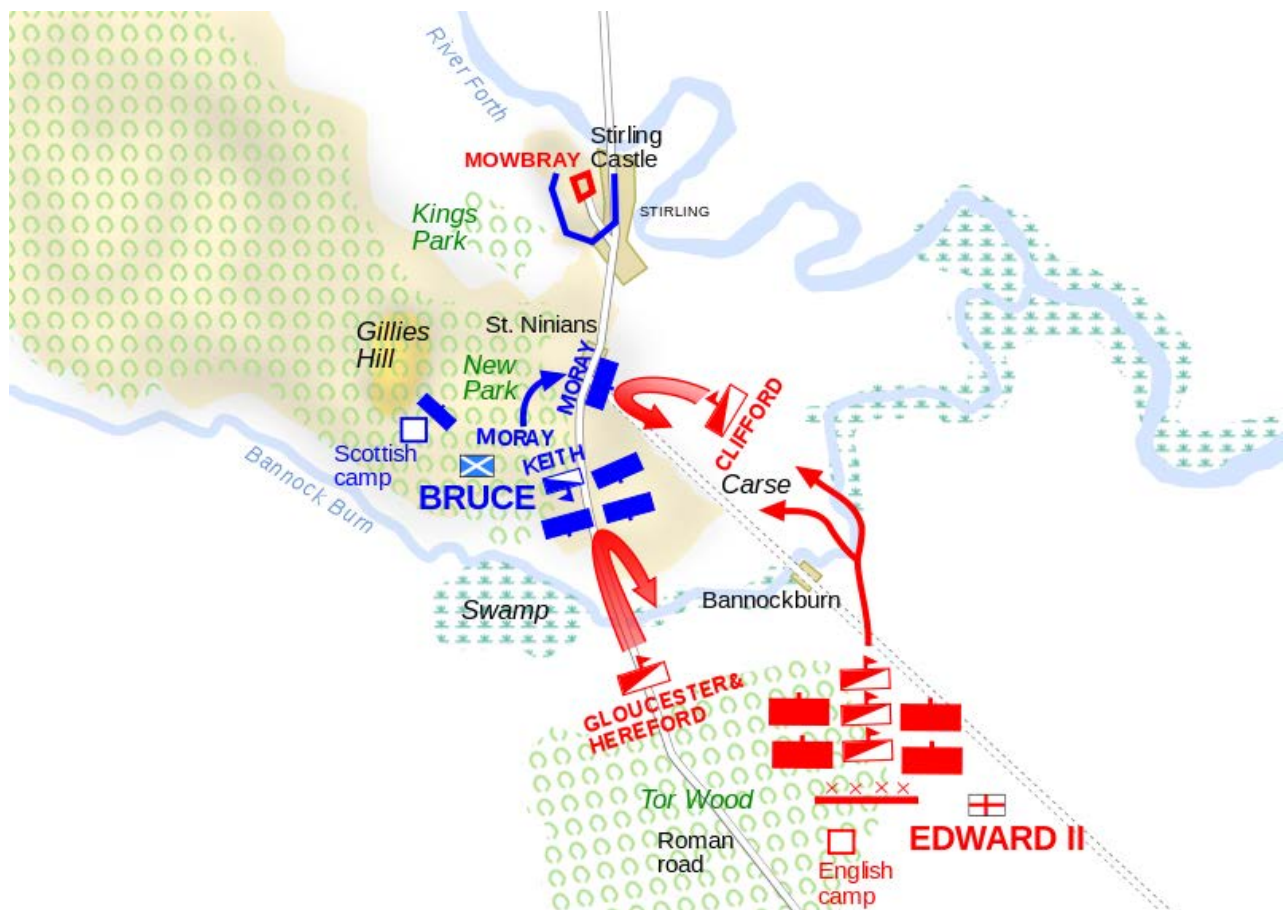 River Forth
Stirling
Castle
MOWBRAY
STIRLING
Kings
Park
St. Ninians
Gillies
Hill
New
Park
MORAY
MORAY
CLIFFORD
KEITH
Scottish
camp
BRUCE
Carse
Bannock Burn
Bannockburn
Swamp
GLOUCESTER&
HEREFORD
Tor Wood
Roman
road
EDWARD II
English
camp